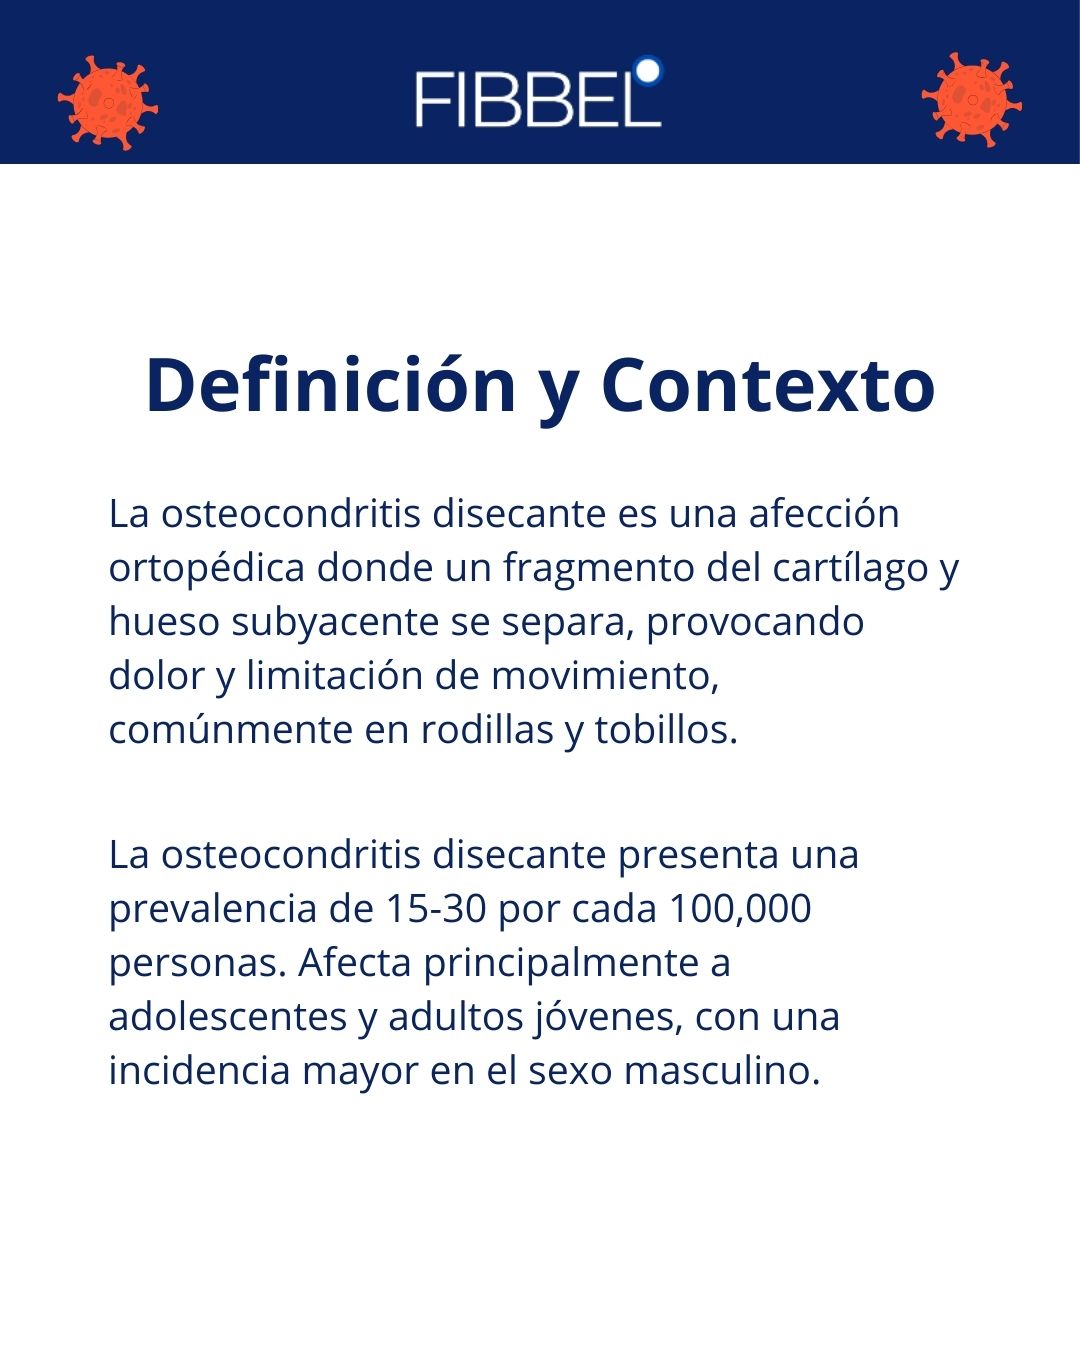 FIBBEL
Definición y Contexto
La osteocondritis disecante es una afección
ortopédica donde un fragmento del cartílago y
hueso subyacente se separa, provocando
dolor y limitación de movimiento,
comúnmente en rodillas y tobillos.
La osteocondritis disecante presenta una
prevalencia de 15-30 por cada 100,000
personas. Afecta principalmente a
adolescentes y adultos jóvenes, con una
incidencia mayor en el sexo masculino.